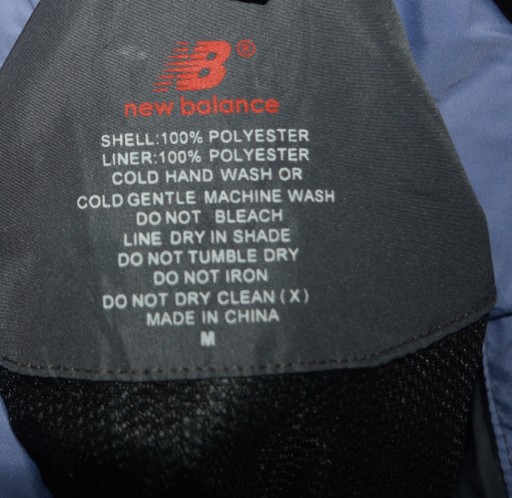 NB®
new balance
SHELL:100% POLYESTER
LINER:100% POLYESTER
COLD HAND WASH OR
COLD GENTLE MACHINE WASH
DO NOT BLEACH
LINE DRY IN SHADE
DO NOT TUMBLE DRY
DO NOT IRON
DO NOT DRY CLEAN (X)
MADE IN CHINA
M